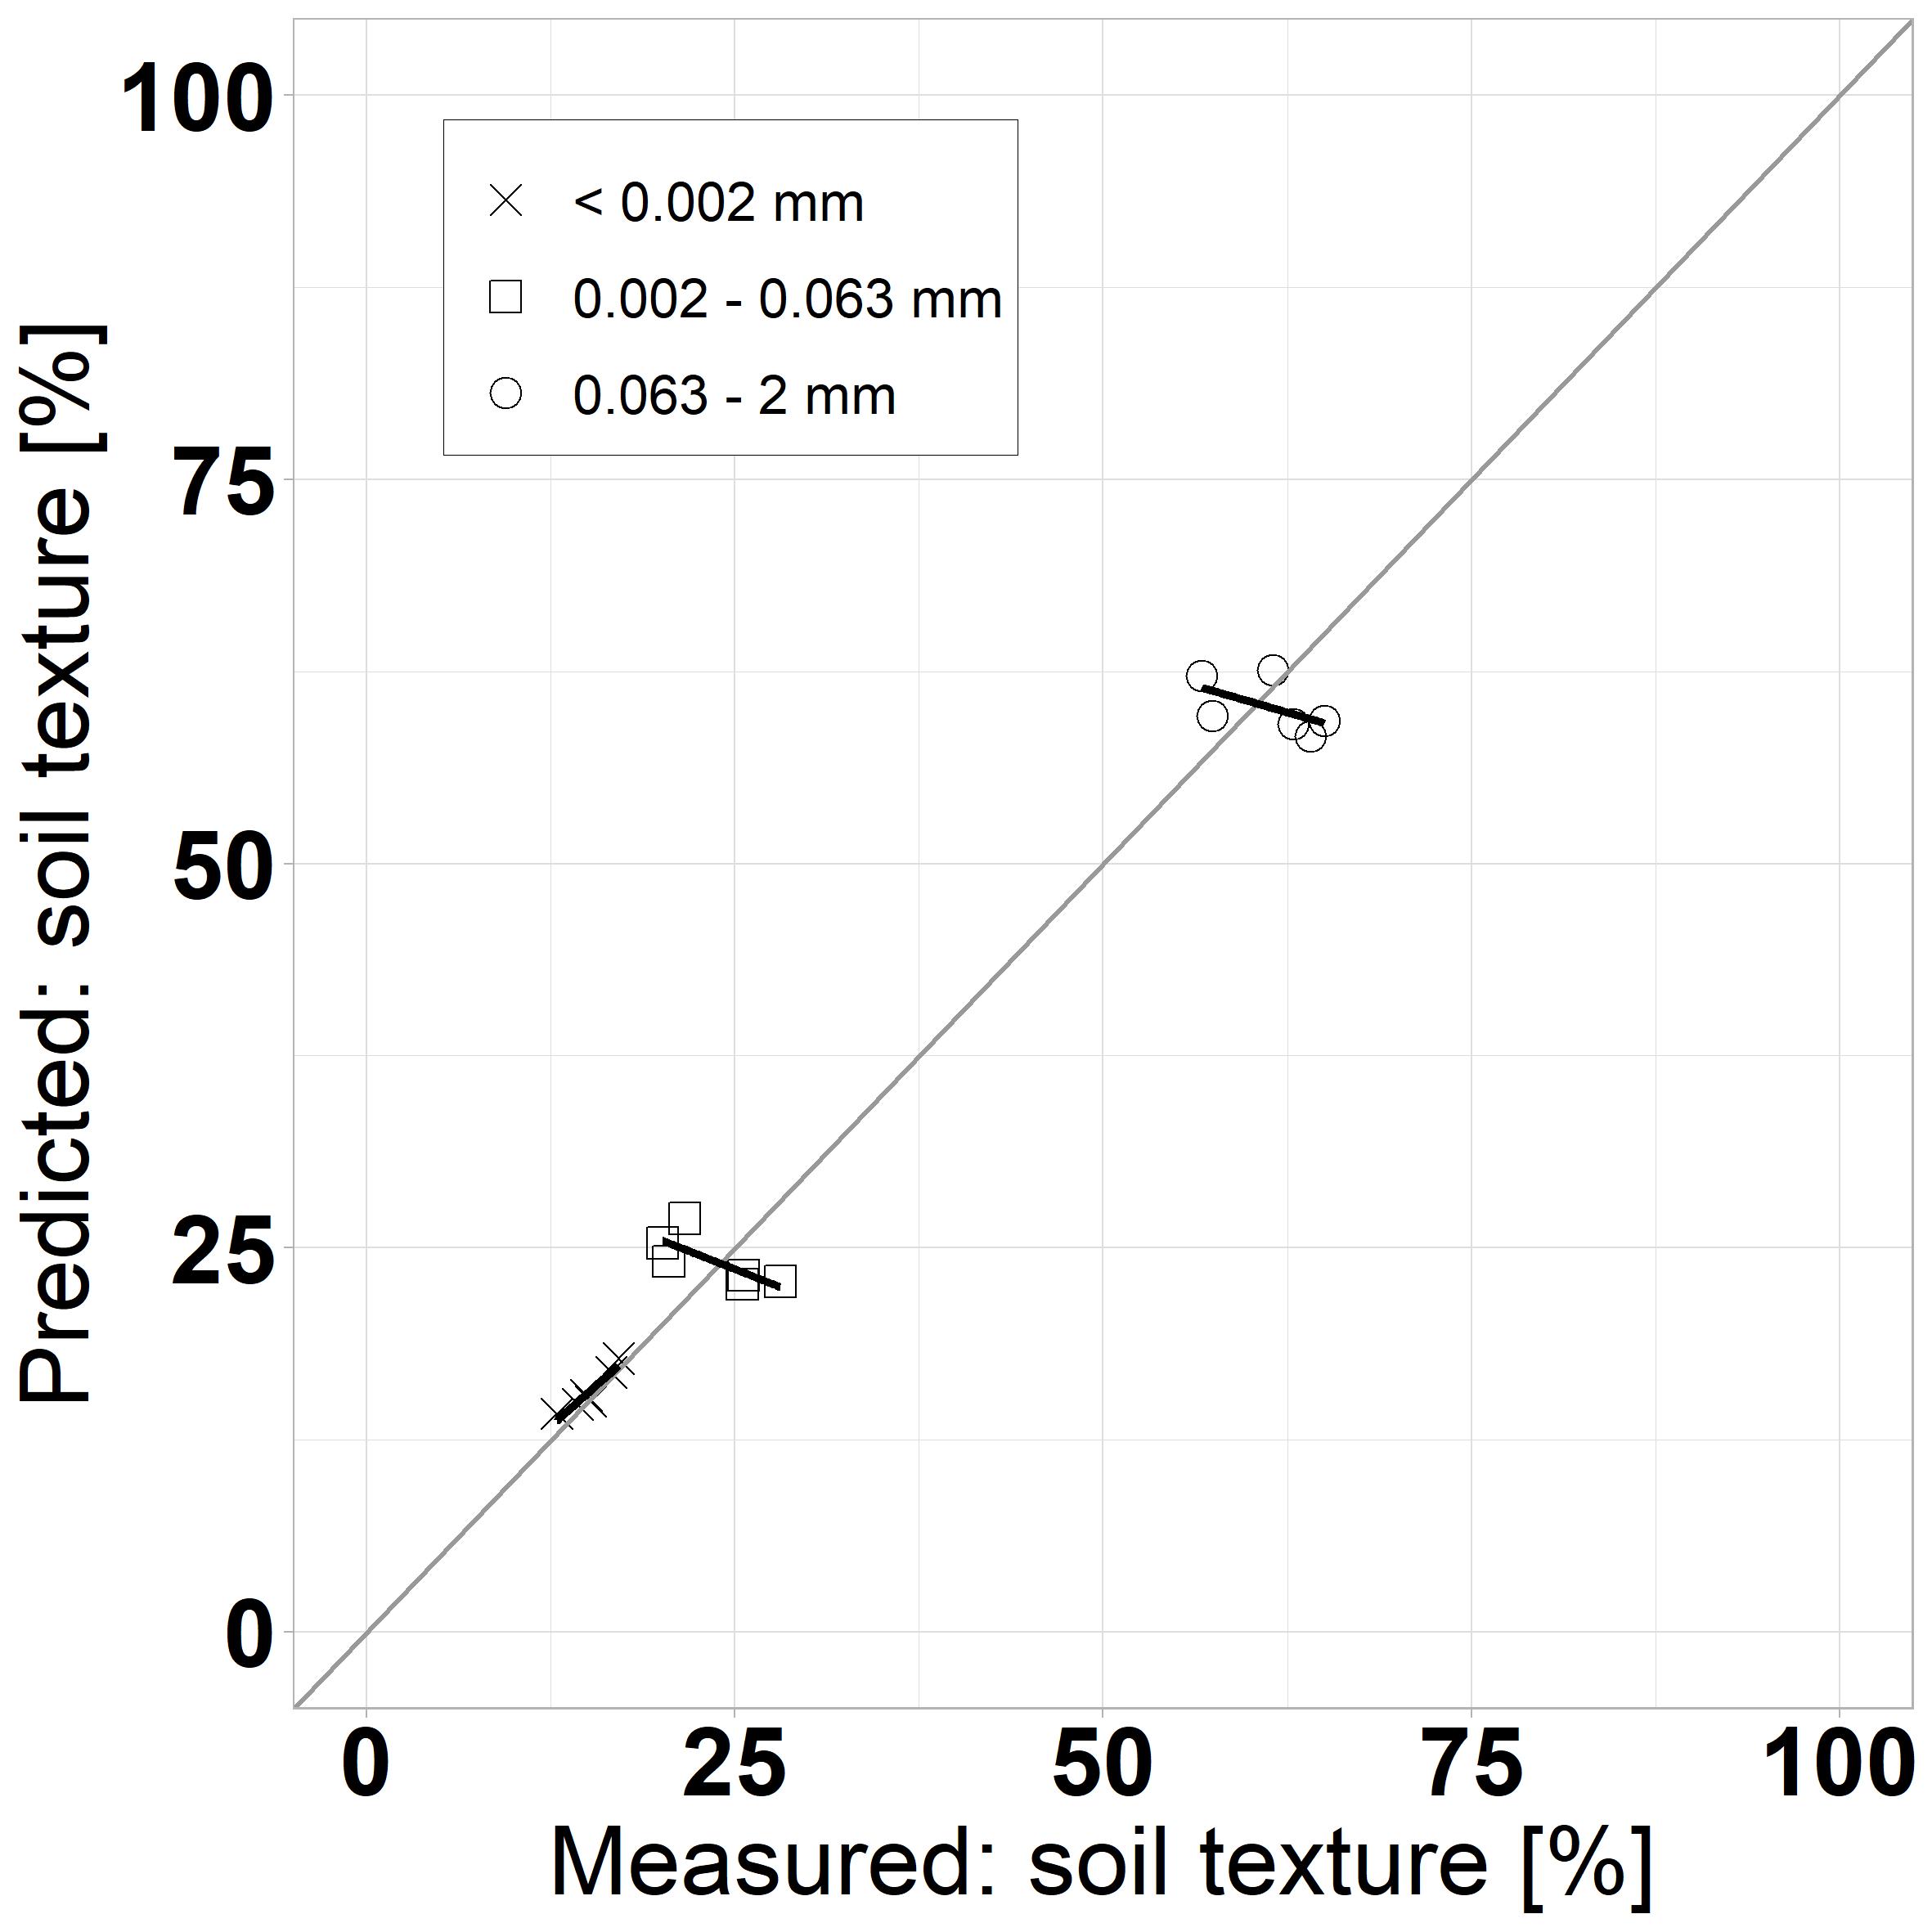 100
75
50
25
0
Predicted: soil texture [%]
< 0.002 mm
0.002 - 0.063 mm
0.063 - 2 mm
0 25 50 75 100
Measured: soil texture [%]